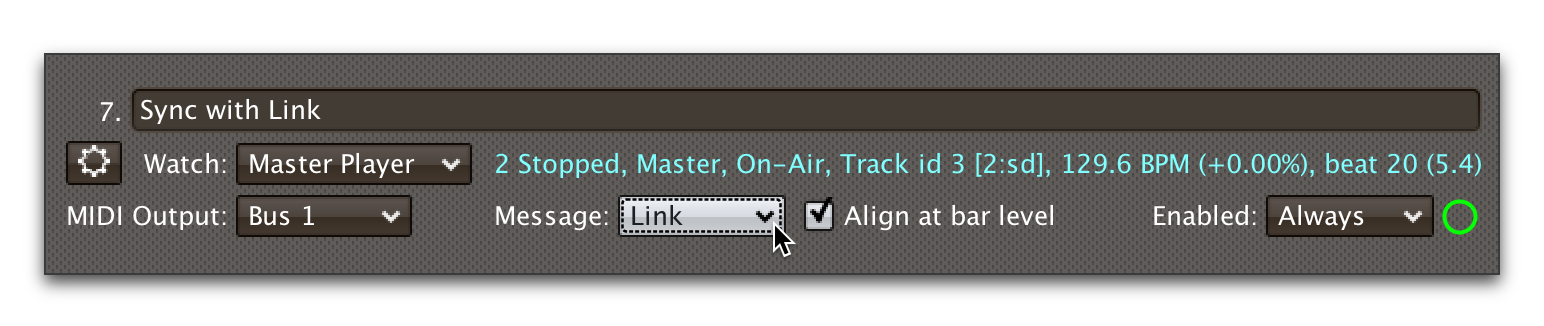 7. Sync with Link
Watch: Master Player 2 Stopped, Master, On-Air, Track id 3 [2:sd], 129.6 BPM (+0.00%), beat 20 (5.4)
MIDI Output: Bus 1 Message: Link Align at bar level Enabled: Always